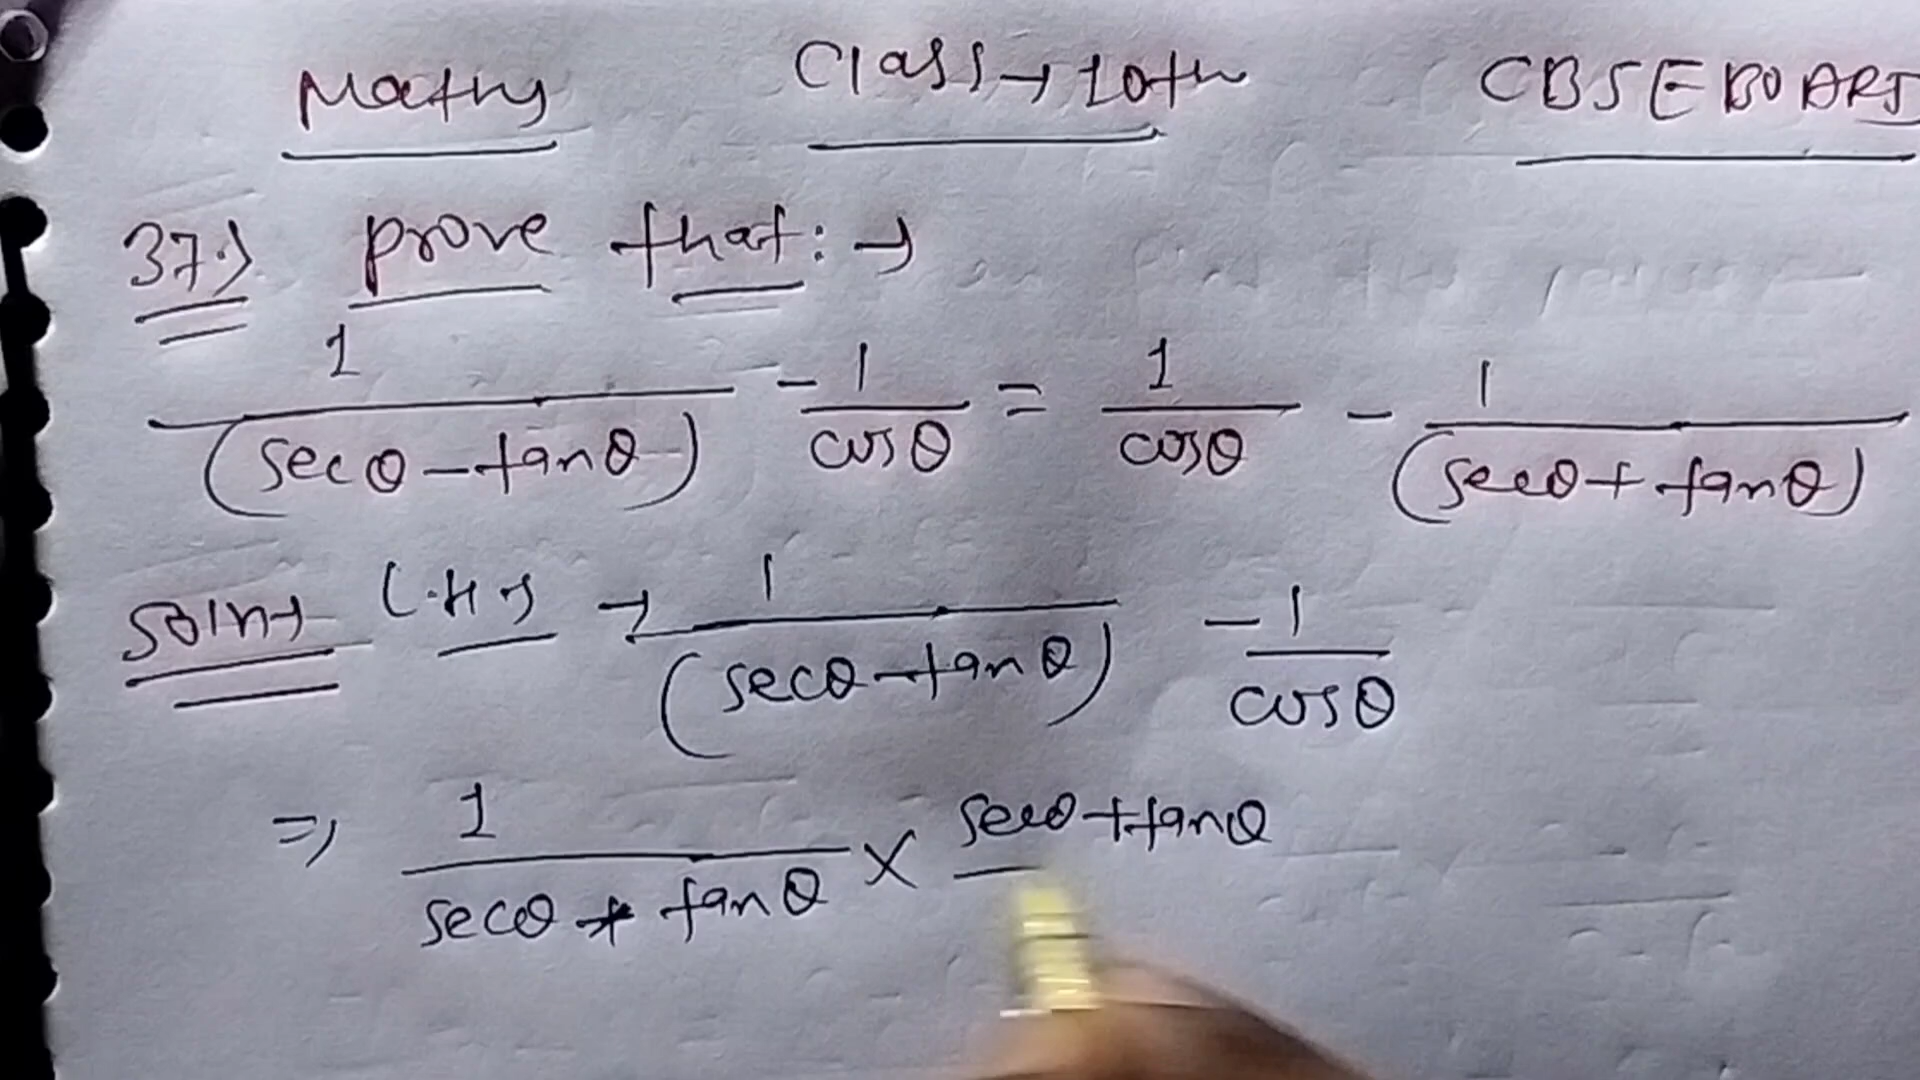 Maths Class → 10th CBSE BOARD
37.) prove that: →
1/(secθ - tanθ) - 1/cosθ = 1/cosθ - 1/(secθ + tanθ)
Soln → L.H.S → 1/(secθ - tanθ) - 1/cosθ
⇒ 1/secθ + tanθ × secθ + tanθ